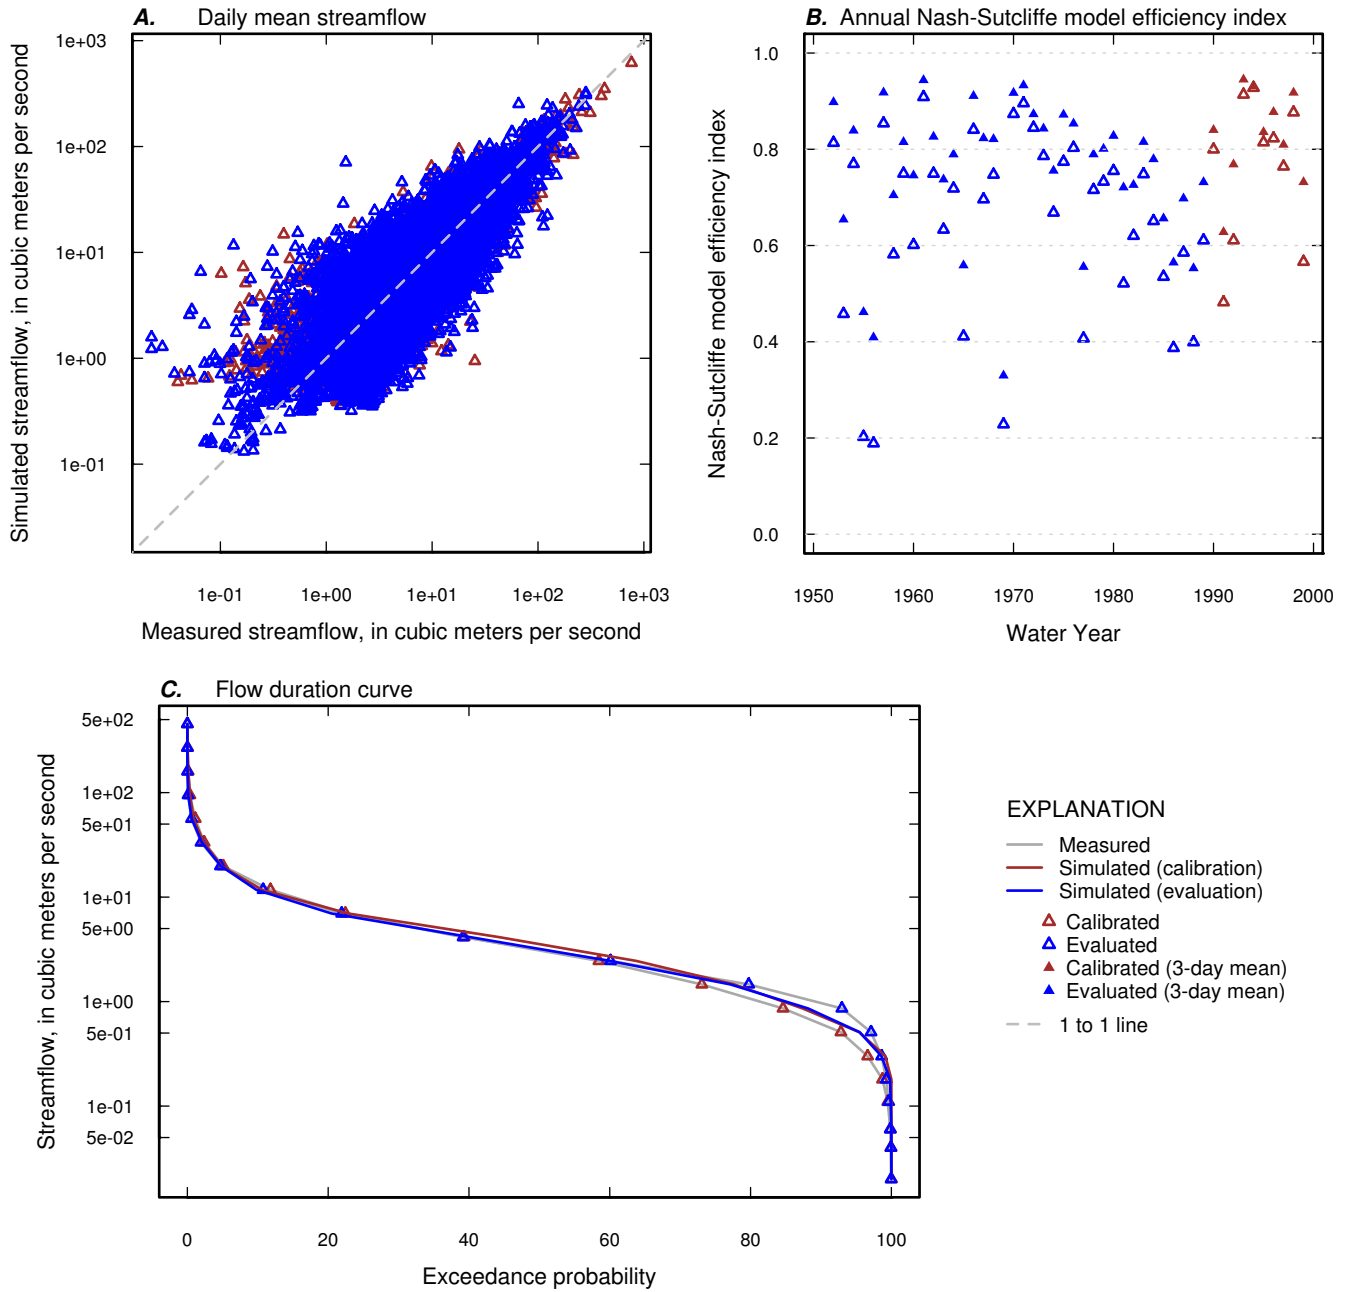 A. Daily mean streamflow
Simulated streamflow, in cubic meters per second
1e+03
1e+02
1e+01
1e+00
1e-01
1e-01 1e+00 1e+01 1e+02 1e+03
Measured streamflow, in cubic meters per second
B. Annual Nash-Sutcliffe model efficiency index
Nash-Sutcliffe model efficiency index
1.0
0.8
0.6
0.4
0.2
0.0
1950 1960 1970 1980 1990 2000
Water Year
C. Flow duration curve
Streamflow, in cubic meters per second
5e+02
1e+02
5e+01
1e+01
5e+00
1e+00
5e-01
1e-01
5e-02
0 20 40 60 80 100
Exceedance probability
EXPLANATION
Measured
Simulated (calibration)
Simulated (evaluation)
Calibrated
Evaluated
Calibrated (3-day mean)
Evaluated (3-day mean)
1 to 1 line